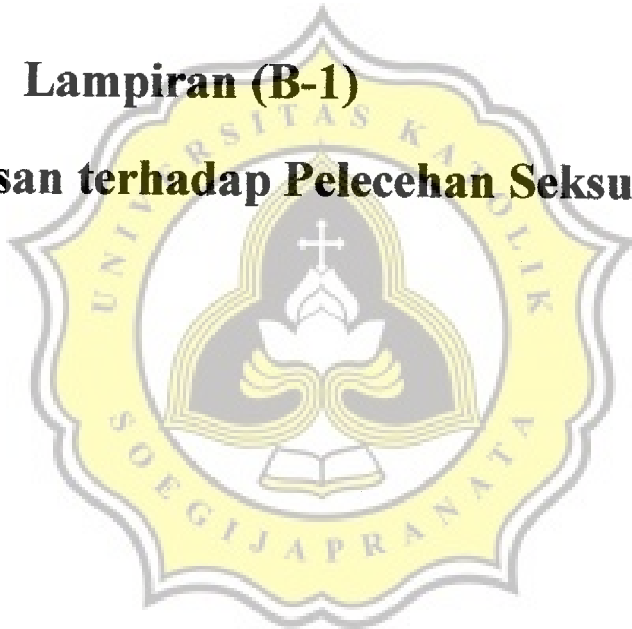 Lampiran (B-1)
san terhadap Pelecehan Seksu
UNIVERSITAS KATOLIK
SOEGIJAPRANATA